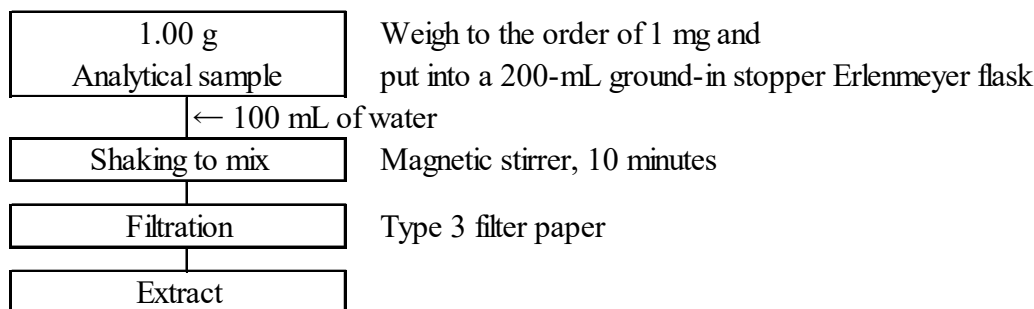 1.00 g
Analytical sample
Weigh to the order of 1 mg and
put into a 200-mL ground-in stopper Erlenmeyer flask
← 100 mL of water
Shaking to mix
Magnetic stirrer, 10 minutes
Filtration
Type 3 filter paper
Extract